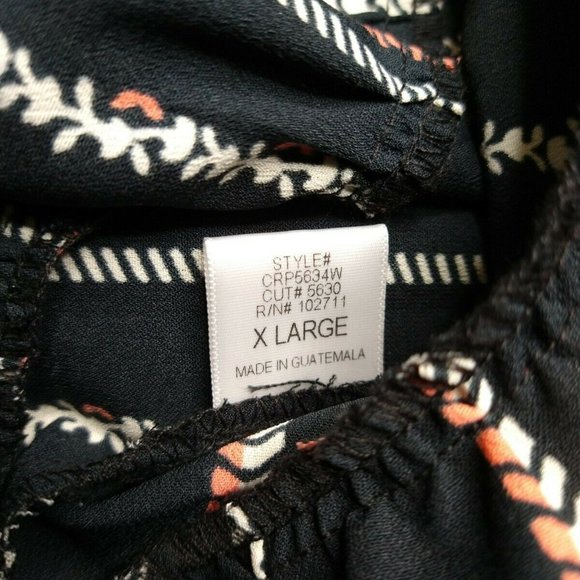 STYLE#
CRP5634W
CUT# 5630
R/N# 102711
X LARGE
MADE IN GUATEMALA